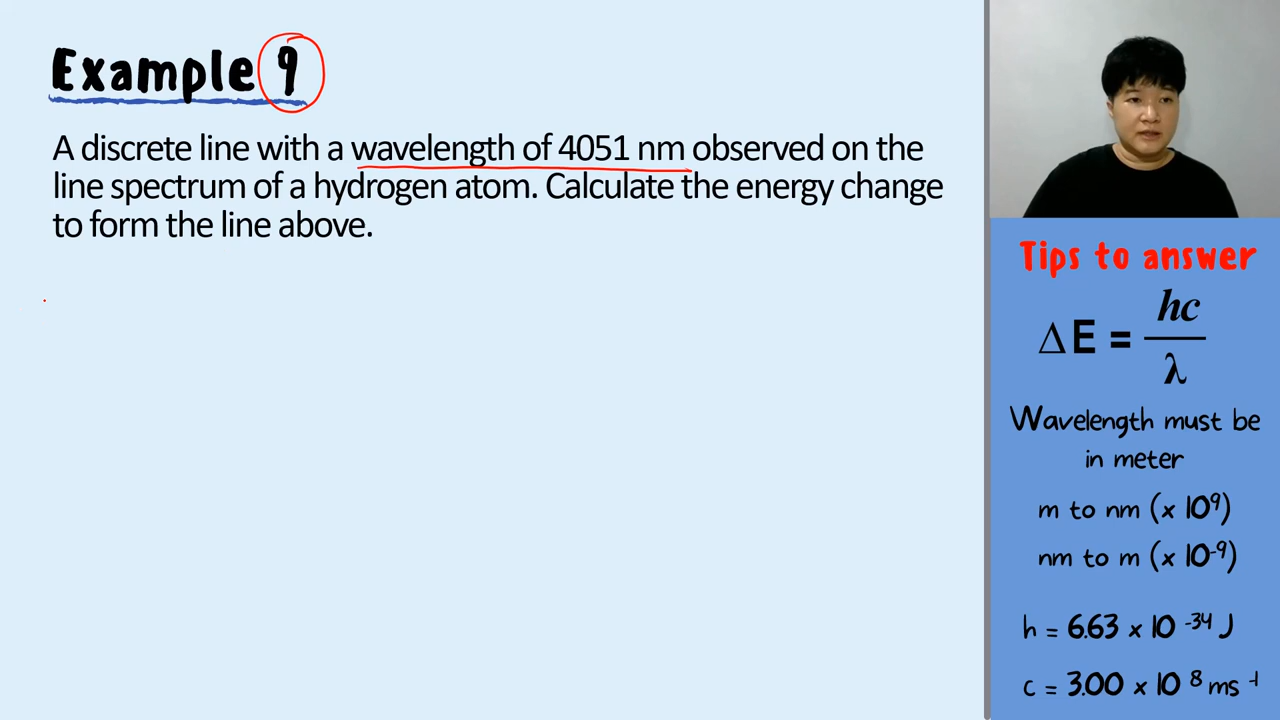 Example 9
A discrete line with a wavelength of 4051 nm observed on the
line spectrum of a hydrogen atom. Calculate the energy change
to form the line above.
Tips to answer
ΔE = hc/λ
Wavelength must be
in meter
m to nm (x 10⁹)
nm to m (x 10⁻⁹)
h = 6.63 x 10 ⁻³⁴ J
c = 3.00 x 10 ⁸ ms ⁻¹